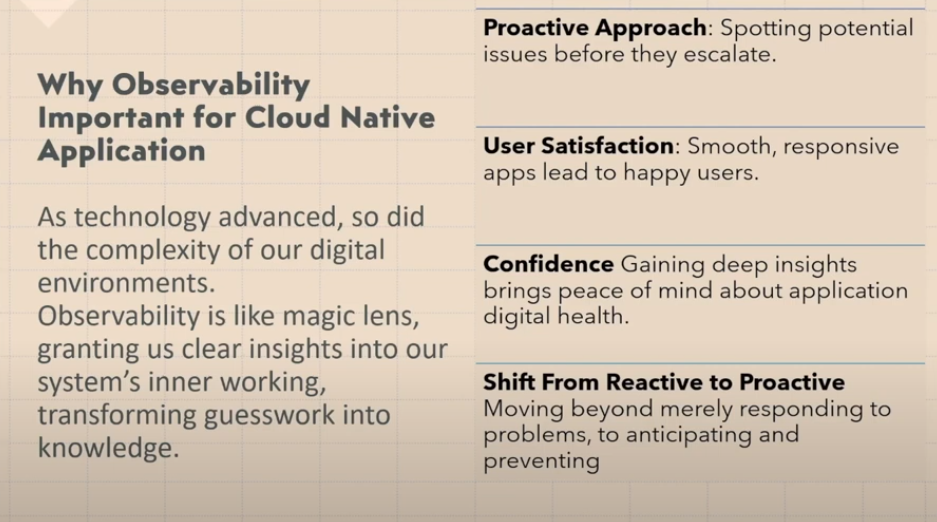 Why Observability
Important for Cloud Native
Application
As technology advanced, so did
the complexity of our digital
environments.
Observability is like magic lens,
granting us clear insights into our
system's inner working,
transforming guesswork into
knowledge.
Proactive Approach: Spotting potential
issues before they escalate.
User Satisfaction: Smooth, responsive
apps lead to happy users.
Confidence Gaining deep insights
brings peace of mind about application
digital health.
Shift From Reactive to Proactive
Moving beyond merely responding to
problems, to anticipating and
preventing